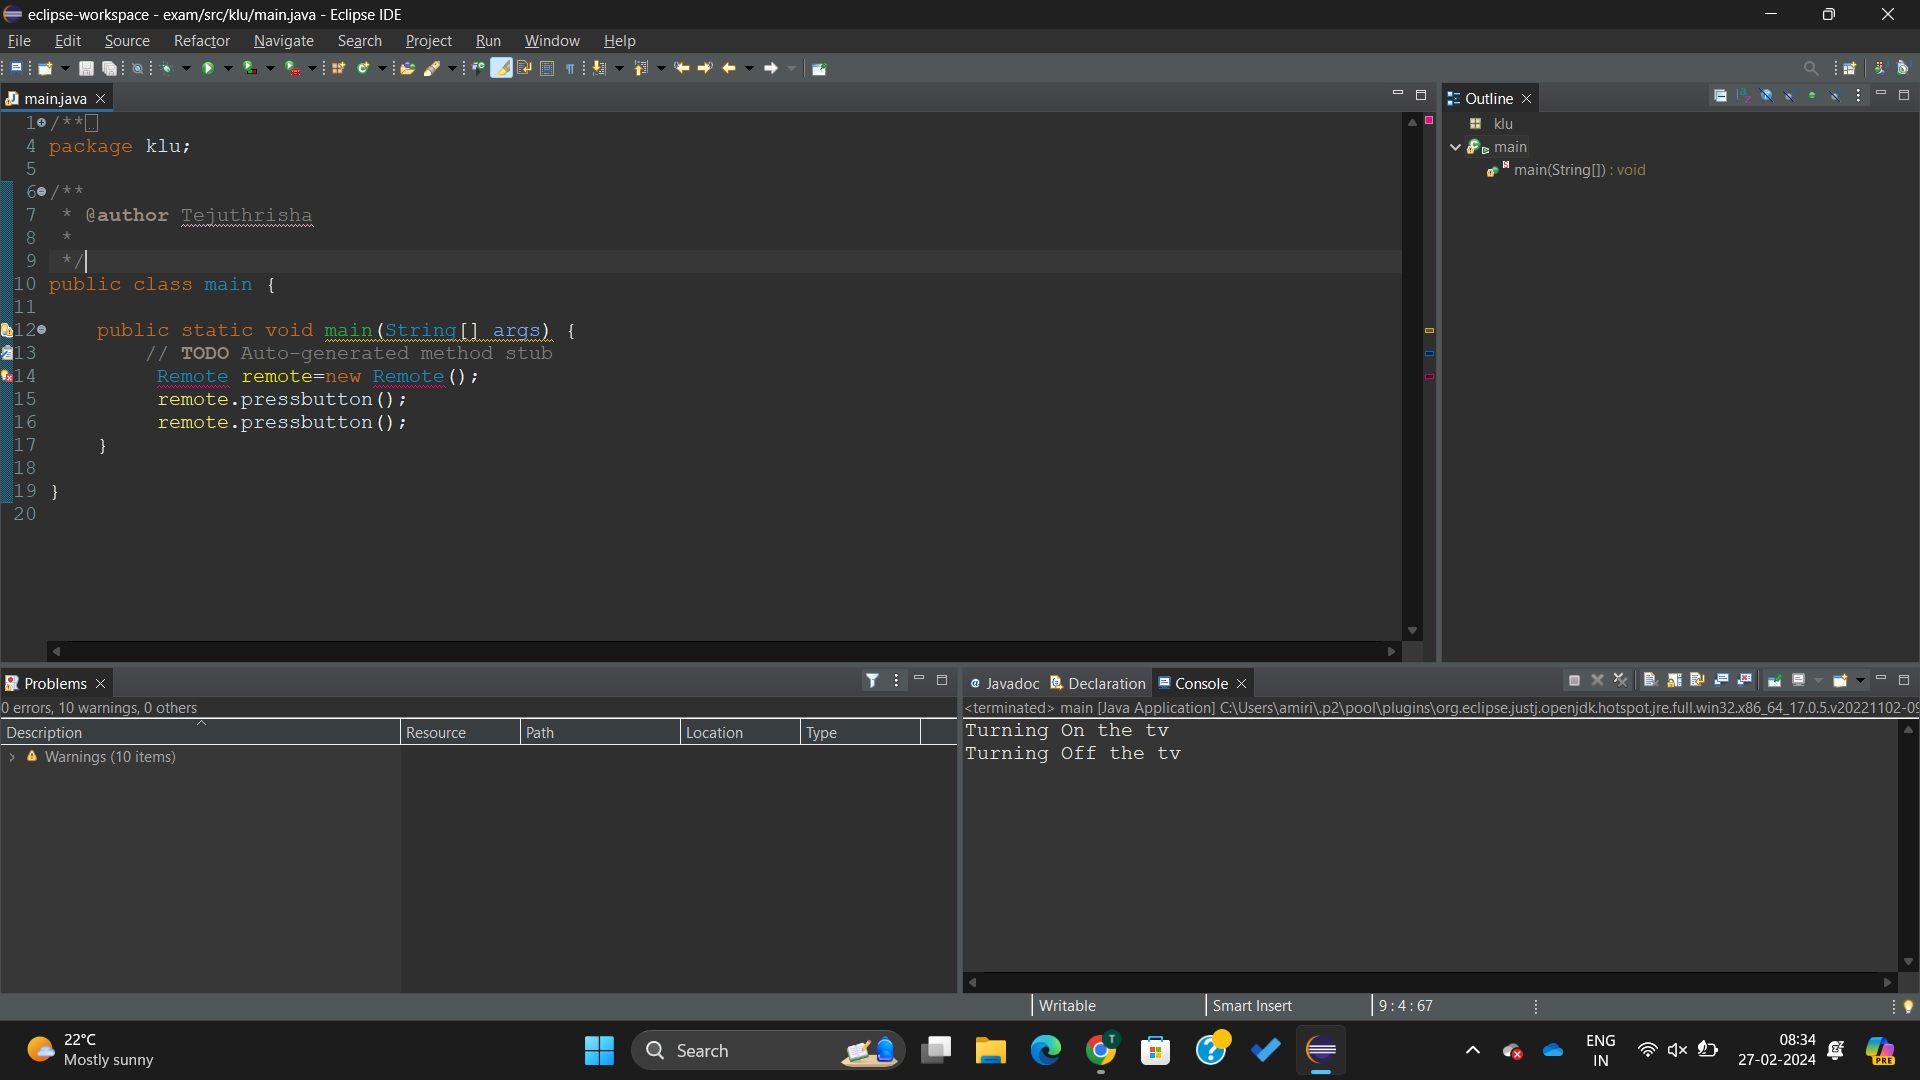 eclipse-workspace - exam/src/klu/main.java - Eclipse IDE
File Edit Source Refactor Navigate Search Project Run Window Help
main.java
Outline
1 /**
4 package klu;
5
6 /**
7 * @author Tejuthrisha
8 *
9 */
10 public class main {
11
12 public static void main(String[] args) {
13 // TODO Auto-generated method stub
14 Remote remote=new Remote();
15 remote.pressbutton();
16 remote.pressbutton();
17 }
18
19 }
20
klu
main
main(String[]) : void
Problems
0 errors, 10 warnings, 0 others
Description Resource Path Location Type
Warnings (10 items)
Javadoc Declaration Console
<terminated> main [Java Application] C:\Users\amiri\.p2\pool\plugins\org.eclipse.justj.openjdk.hotspot.jre.full.win32.x86_64_17.0.5.v20221102-09
Turning On the tv
Turning Off the tv
Writable Smart Insert 9 : 4 : 67
22°C
Mostly sunny
Search
T
ENG
IN
08:34
27-02-2024
PRE